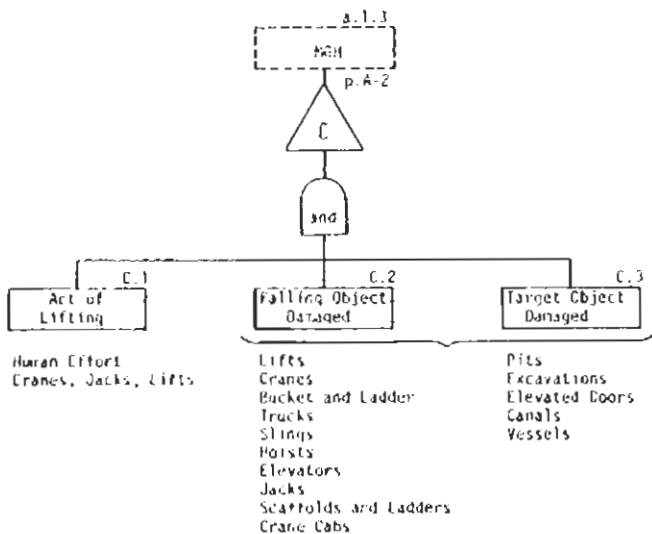 a.1.3
MGH
p.A-2
C
and
C.1
Act of
Lifting
C.2
Falling Object
Damaged
C.3
Target Object
Damaged
Human Effort
Cranes, Jacks, Lifts
Lifts
Cranes
Bucket and Ladder
Trucks
Slings
Hoists
Elevators
Jacks
Scaffolds and Ladders
Crane Cabs
Pits
Excavations
Elevated Doors
Canals
Vessels